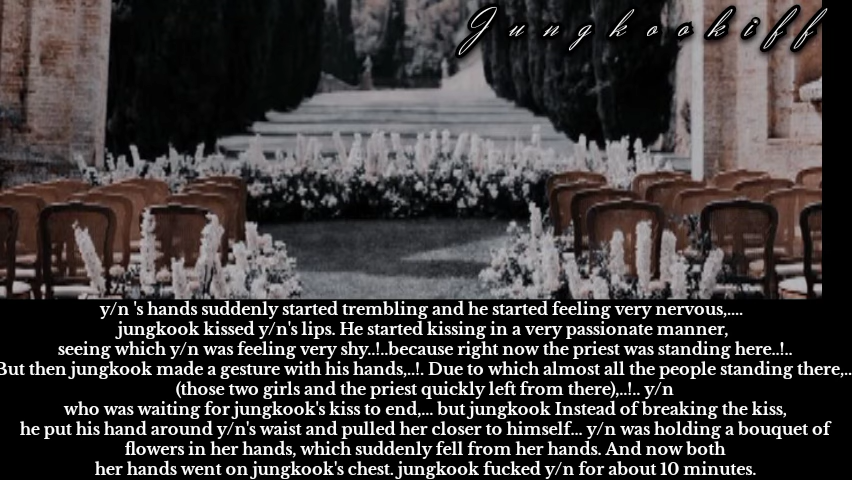 Jungkookiff
y/n 's hands suddenly started trembling and he started feeling very nervous,....
jungkook kissed y/n's lips. He started kissing in a very passionate manner,
seeing which y/n was feeling very shy..!..because right now the priest was standing here..!..
But then jungkook made a gesture with his hands,..!. Due to which almost all the people standing there,..
(those two girls and the priest quickly left from there),..!.. y/n
who was waiting for jungkook's kiss to end,... but jungkook Instead of breaking the kiss,
he put his hand around y/n's waist and pulled her closer to himself... y/n was holding a bouquet of
flowers in her hands, which suddenly fell from her hands. And now both
her hands went on jungkook's chest. jungkook fucked y/n for about 10 minutes.